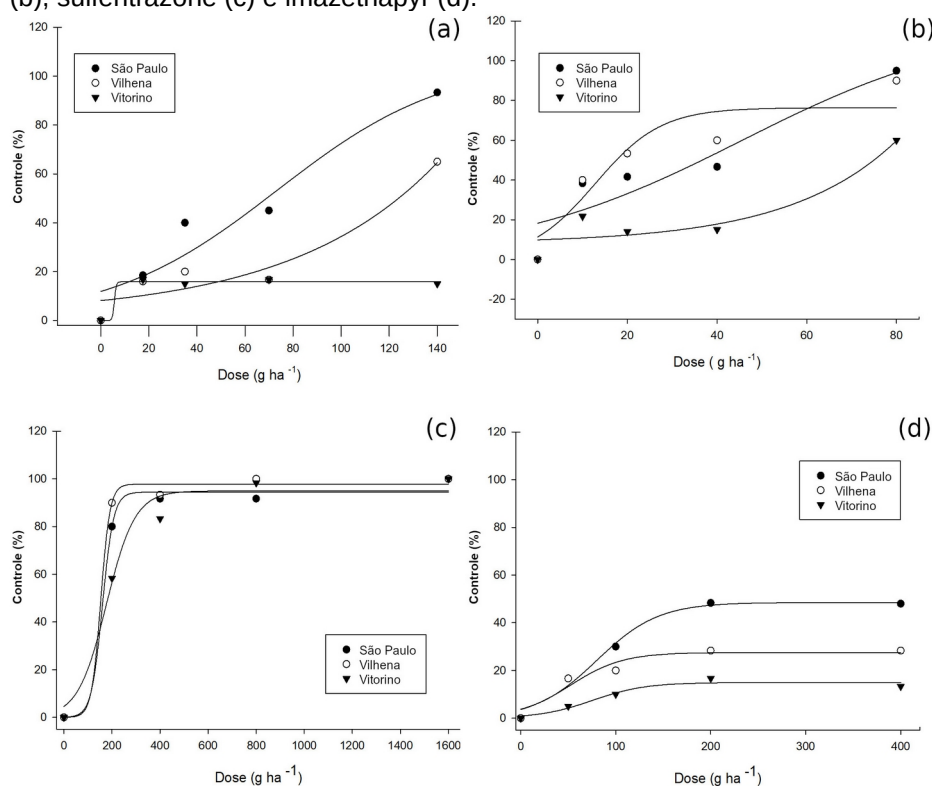 (b), sulfentrazone (c) e imazethapyr (d).
(a)
120
100
80
60
40
20
0
Controle (%)
São Paulo
Vilhena
Vitorino
0 20 40 60 80 100 120 140
Dose (g ha -1)
(b)
120
100
80
60
40
20
0
-20
Controle (%)
São Paulo
Vilhena
Vitorino
0 20 40 60 80
Dose ( g ha -1)
(c)
120
100
80
60
40
20
0
Controle (%)
São Paulo
Vilhena
Vitorino
0 200 400 600 800 1000 1200 1400 1600
Dose (g ha -1)
(d)
120
100
80
60
40
20
0
Controle (%)
São Paulo
Vilhena
Vitorino
0 100 200 300 400
Dose (g ha -1)